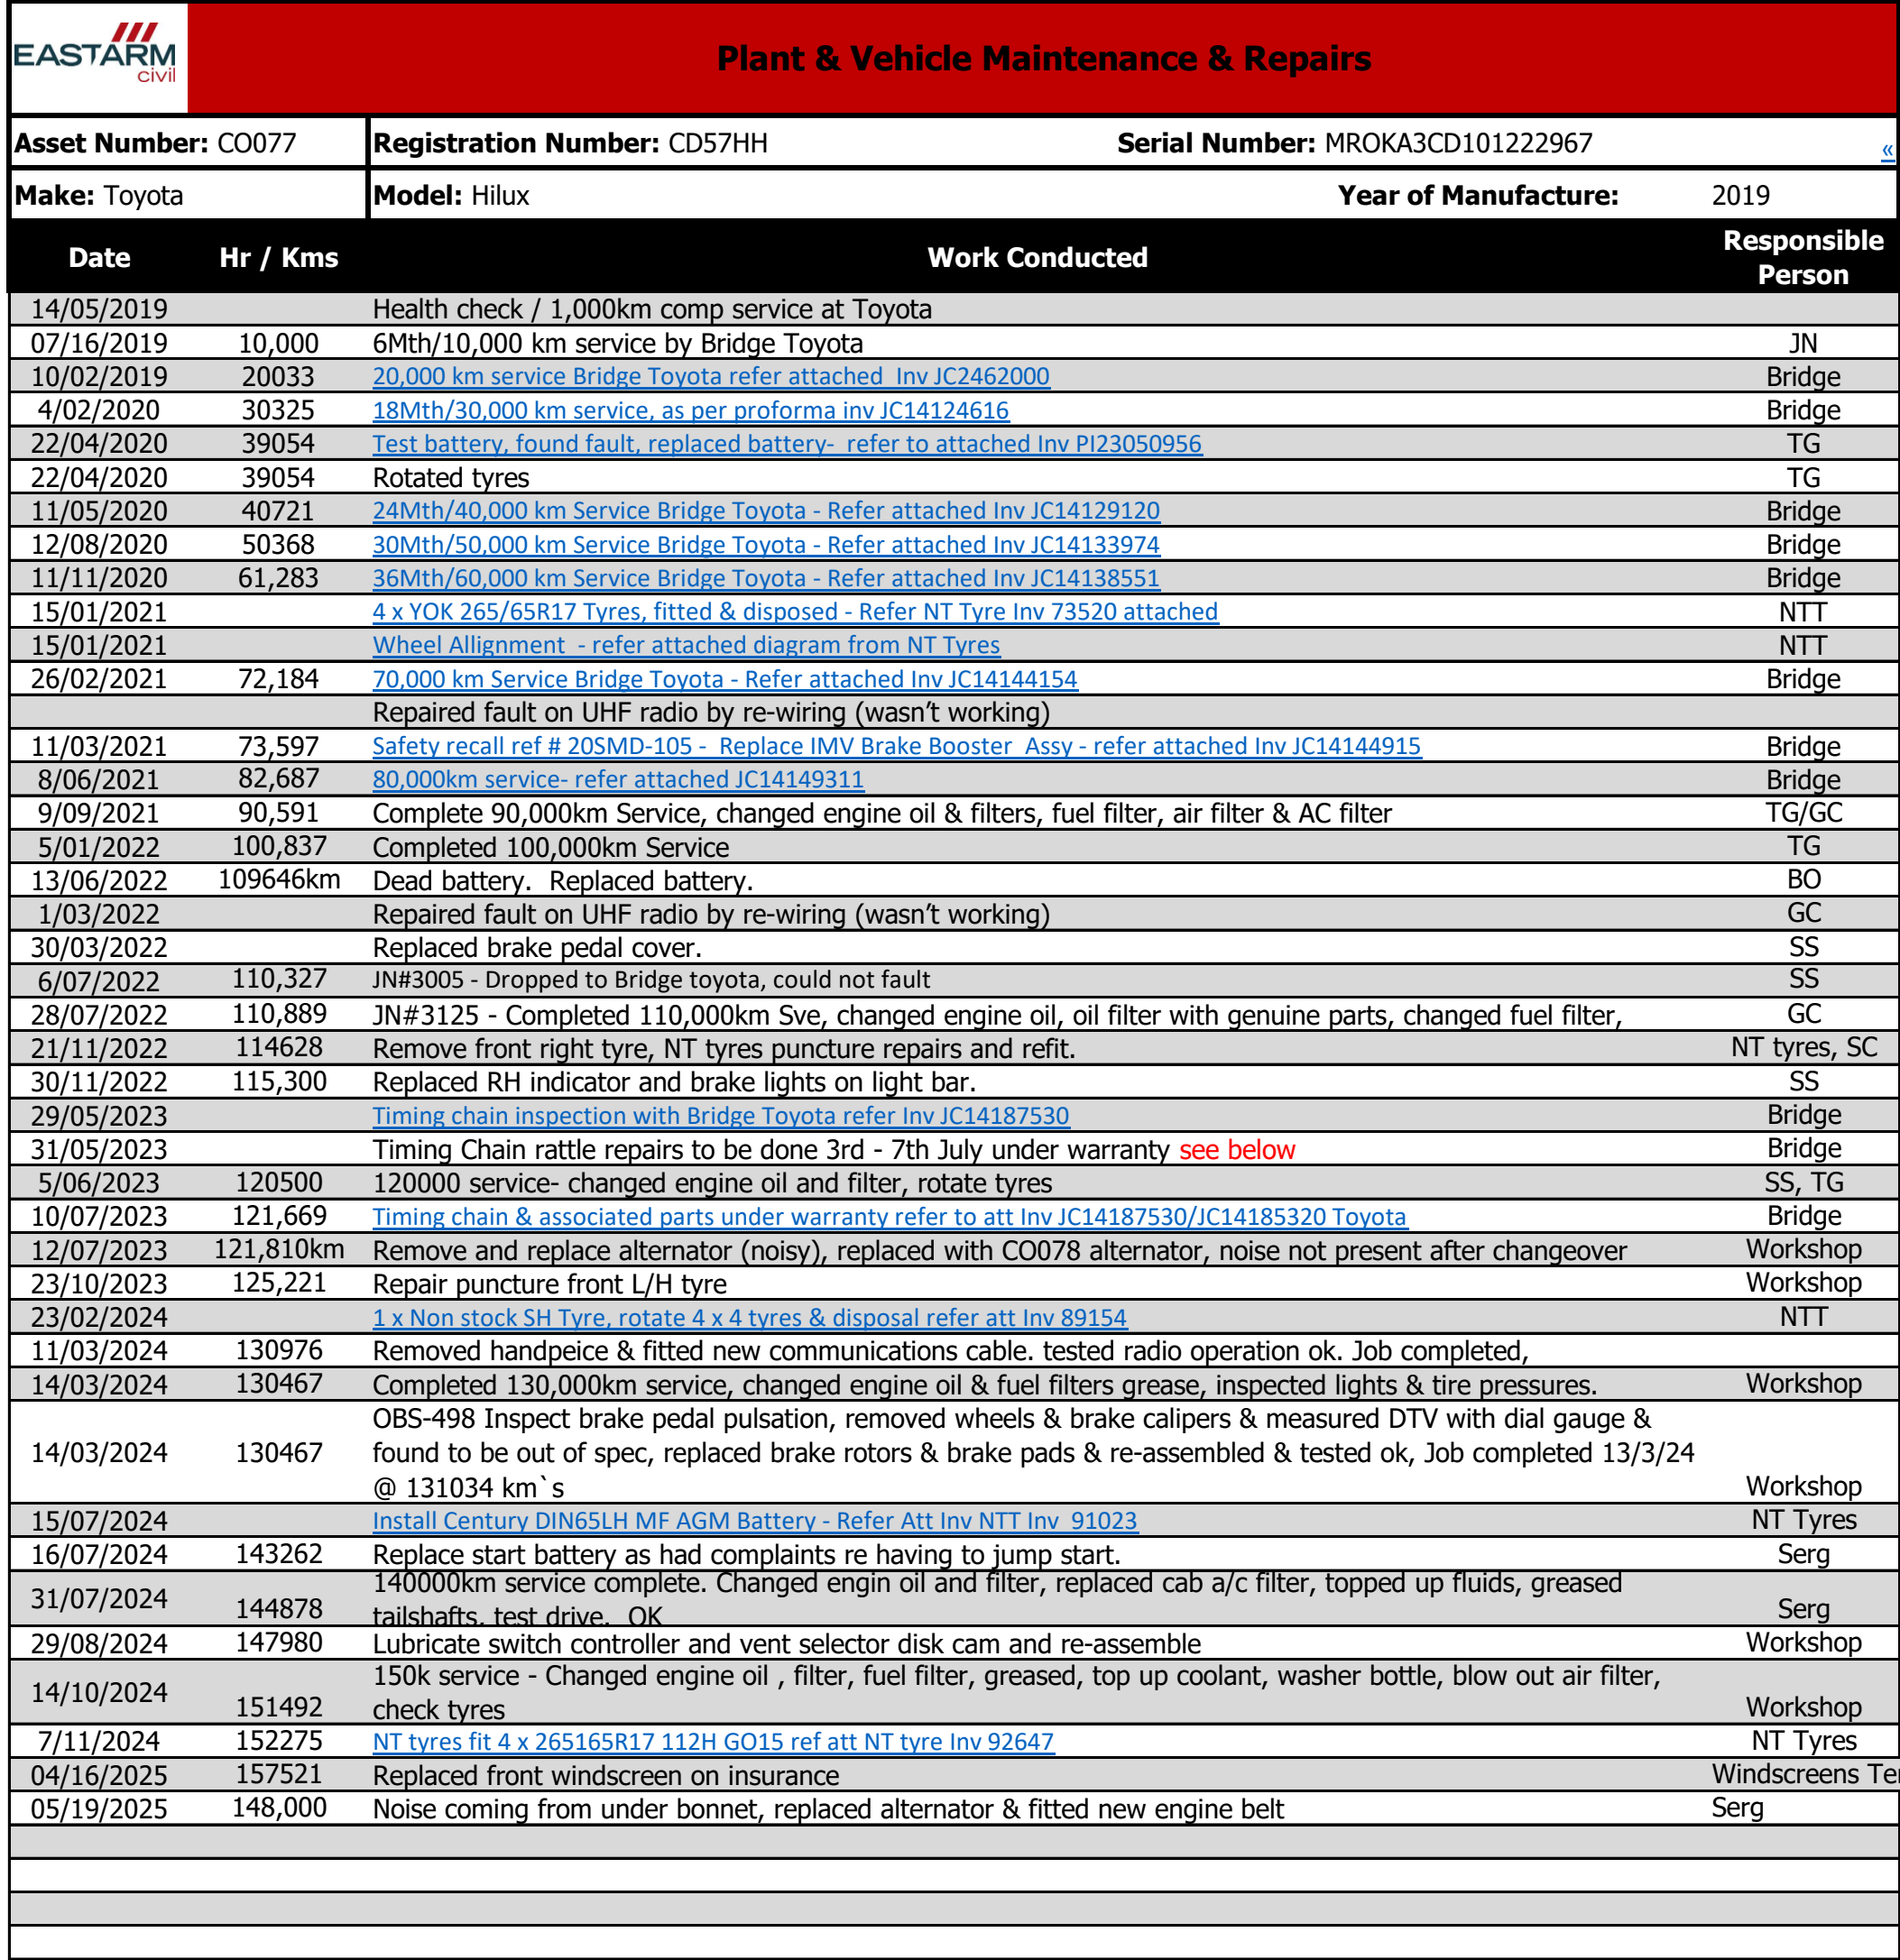 EASTARM
civil
Plant & Vehicle Maintenance & Repairs
Asset Number: CO077 Registration Number: CD57HH Serial Number: MROKA3CD101222967 «
Make: Toyota Model: Hilux Year of Manufacture: 2019
Date Hr / Kms Work Conducted Responsible Person
14/05/2019 Health check / 1,000km comp service at Toyota
07/16/2019 10,000 6Mth/10,000 km service by Bridge Toyota JN
10/02/2019 20033 20,000 km service Bridge Toyota refer attached  Inv JC2462000 Bridge
4/02/2020 30325 18Mth/30,000 km service, as per proforma inv JC14124616 Bridge
22/04/2020 39054 Test battery, found fault, replaced battery-  refer to attached Inv PI23050956 TG
22/04/2020 39054 Rotated tyres TG
11/05/2020 40721 24Mth/40,000 km Service Bridge Toyota - Refer attached Inv JC14129120 Bridge
12/08/2020 50368 30Mth/50,000 km Service Bridge Toyota - Refer attached Inv JC14133974 Bridge
11/11/2020 61,283 36Mth/60,000 km Service Bridge Toyota - Refer attached Inv JC14138551 Bridge
15/01/2021 4 x YOK 265/65R17 Tyres, fitted & disposed - Refer NT Tyre Inv 73520 attached NTT
15/01/2021 Wheel Allignment  - refer attached diagram from NT Tyres NTT
26/02/2021 72,184 70,000 km Service Bridge Toyota - Refer attached Inv JC14144154 Bridge
Repaired fault on UHF radio by re-wiring (wasn’t working)
11/03/2021 73,597 Safety recall ref # 20SMD-105 -  Replace IMV Brake Booster  Assy - refer attached Inv JC14144915 Bridge
8/06/2021 82,687 80,000km service- refer attached JC14149311 Bridge
9/09/2021 90,591 Complete 90,000km Service, changed engine oil & filters, fuel filter, air filter & AC filter TG/GC
5/01/2022 100,837 Completed 100,000km Service TG
13/06/2022 109646km Dead battery.  Replaced battery. BO
1/03/2022 Repaired fault on UHF radio by re-wiring (wasn’t working) GC
30/03/2022 Replaced brake pedal cover. SS
6/07/2022 110,327 JN#3005 - Dropped to Bridge toyota, could not fault SS
28/07/2022 110,889 JN#3125 - Completed 110,000km Sve, changed engine oil, oil filter with genuine parts, changed fuel filter, GC
21/11/2022 114628 Remove front right tyre, NT tyres puncture repairs and refit. NT tyres, SC
30/11/2022 115,300 Replaced RH indicator and brake lights on light bar. SS
29/05/2023 Timing chain inspection with Bridge Toyota refer Inv JC14187530 Bridge
31/05/2023 Timing Chain rattle repairs to be done 3rd - 7th July under warranty see below Bridge
5/06/2023 120500 120000 service- changed engine oil and filter, rotate tyres SS, TG
10/07/2023 121,669 Timing chain & associated parts under warranty refer to att Inv JC14187530/JC14185320 Toyota Bridge
12/07/2023 121,810km Remove and replace alternator (noisy), replaced with CO078 alternator, noise not present after changeover Workshop
23/10/2023 125,221 Repair puncture front L/H tyre Workshop
23/02/2024 1 x Non stock SH Tyre, rotate 4 x 4 tyres & disposal refer att Inv 89154 NTT
11/03/2024 130976 Removed handpeice & fitted new communications cable. tested radio operation ok. Job completed,
14/03/2024 130467 Completed 130,000km service, changed engine oil & fuel filters grease, inspected lights & tire pressures. Workshop
OBS-498 Inspect brake pedal pulsation, removed wheels & brake calipers & measured DTV with dial gauge &
14/03/2024 130467 found to be out of spec, replaced brake rotors & brake pads & re-assembled & tested ok, Job completed 13/3/24
@ 131034 km`s Workshop
15/07/2024 Install Century DIN65LH MF AGM Battery - Refer Att Inv NTT Inv  91023 NT Tyres
16/07/2024 143262 Replace start battery as had complaints re having to jump start. Serg
31/07/2024 144878 140000km service complete. Changed engin oil and filter, replaced cab a/c filter, topped up fluids, greased
tailshafts, test drive.  OK Serg
29/08/2024 147980 Lubricate switch controller and vent selector disk cam and re-assemble Workshop
14/10/2024 151492 150k service - Changed engine oil , filter, fuel filter, greased, top up coolant, washer bottle, blow out air filter,
check tyres Workshop
7/11/2024 152275 NT tyres fit 4 x 265165R17 112H GO15 ref att NT tyre Inv 92647 NT Tyres
04/16/2025 157521 Replaced front windscreen on insurance Windscreens Ter
05/19/2025 148,000 Noise coming from under bonnet, replaced alternator & fitted new engine belt Serg